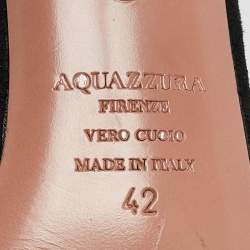 AQUAZZURA
FIRENZE
VERO CUOIO
MADE IN ITALY
42